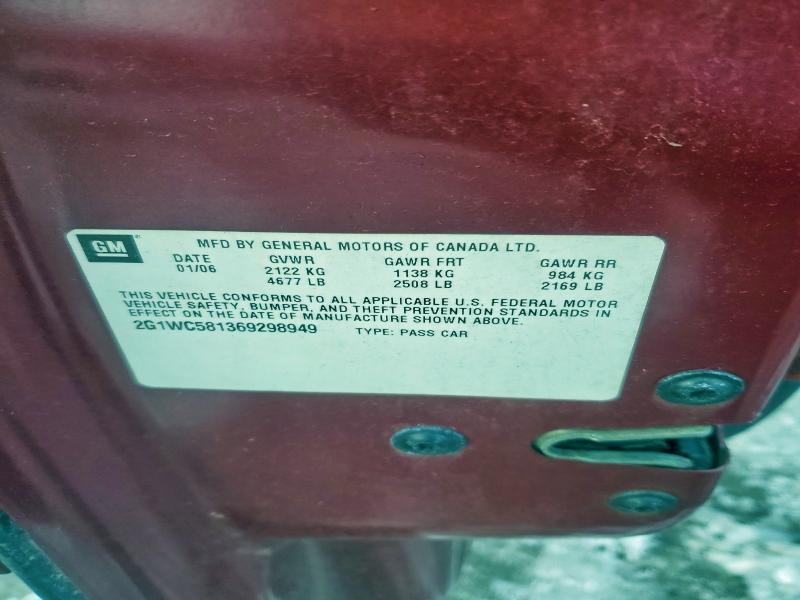 GM
MFD BY GENERAL MOTORS OF CANADA LTD.
DATE GVWR GAWR FRT GAWR RR
01/06 2122 KG 1138 KG 984 KG
4677 LB 2508 LB 2169 LB
THIS VEHICLE CONFORMS TO ALL APPLICABLE U.S. FEDERAL MOTOR
VEHICLE SAFETY, BUMPER, AND THEFT PREVENTION STANDARDS IN
EFFECT ON THE DATE OF MANUFACTURE SHOWN ABOVE.
2G1WC581369298949 TYPE: PASS CAR